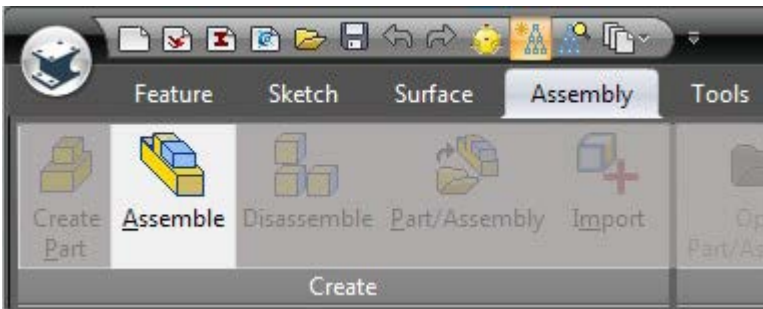 Feature Sketch Surface Assembly Tools
Create Assemble Disassemble Part/Assembly Import
Part
Create